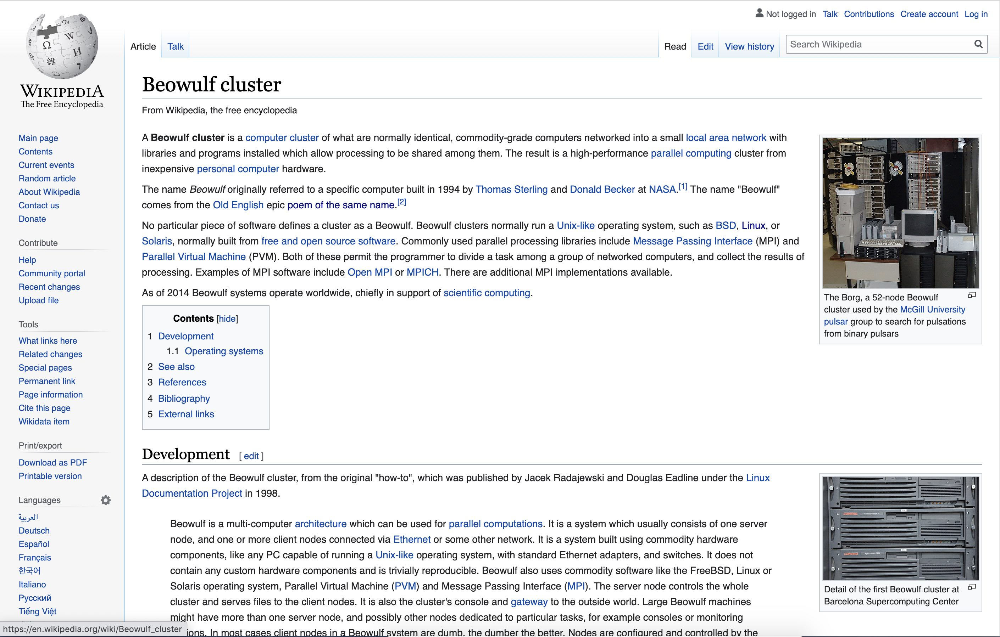 Not logged in Talk Contributions Create account Log in
Article Talk
Read Edit View history Search Wikipedia
WIKIPEDIA
The Free Encyclopedia
Main page
Contents
Current events
Random article
About Wikipedia
Contact us
Donate
Contribute
Help
Community portal
Recent changes
Upload file
Tools
What links here
Related changes
Special pages
Permanent link
Page information
Cite this page
Wikidata item
Print/export
Download as PDF
Printable version
Languages
العربية
Deutsch
Español
Français
한국어
Italiano
Русский
Tiếng Việt
Beowulf cluster
From Wikipedia, the free encyclopedia
A Beowulf cluster is a computer cluster of what are normally identical, commodity-grade computers networked into a small local area network with
libraries and programs installed which allow processing to be shared among them. The result is a high-performance parallel computing cluster from
inexpensive personal computer hardware.
The name Beowulf originally referred to a specific computer built in 1994 by Thomas Sterling and Donald Becker at NASA.[1] The name "Beowulf"
comes from the Old English epic poem of the same name.[2]
No particular piece of software defines a cluster as a Beowulf. Beowulf clusters normally run a Unix-like operating system, such as BSD, Linux, or
Solaris, normally built from free and open source software. Commonly used parallel processing libraries include Message Passing Interface (MPI) and
Parallel Virtual Machine (PVM). Both of these permit the programmer to divide a task among a group of networked computers, and collect the results of
processing. Examples of MPI software include Open MPI or MPICH. There are additional MPI implementations available.
As of 2014 Beowulf systems operate worldwide, chiefly in support of scientific computing.
The Borg, a 52-node Beowulf
cluster used by the McGill University
pulsar group to search for pulsations
from binary pulsars
Contents [hide]
1 Development
1.1 Operating systems
2 See also
3 References
4 Bibliography
5 External links
Development [ edit ]
A description of the Beowulf cluster, from the original "how-to", which was published by Jacek Radajewski and Douglas Eadline under the Linux
Documentation Project in 1998.
Beowulf is a multi-computer architecture which can be used for parallel computations. It is a system which usually consists of one server
node, and one or more client nodes connected via Ethernet or some other network. It is a system built using commodity hardware
components, like any PC capable of running a Unix-like operating system, with standard Ethernet adapters, and switches. It does not
contain any custom hardware components and is trivially reproducible. Beowulf also uses commodity software like the FreeBSD, Linux or
Solaris operating system, Parallel Virtual Machine (PVM) and Message Passing Interface (MPI). The server node controls the whole
cluster and serves files to the client nodes. It is also the cluster's console and gateway to the outside world. Large Beowulf machines
might have more than one server node, and possibly other nodes dedicated to particular tasks, for example consoles or monitoring
ions. In most cases client nodes in a Beowulf system are dumb, the dumber the better. Nodes are configured and controlled by the
COMPAQ
COMPAQ
Detail of the first Beowulf cluster at
Barcelona Supercomputing Center
https://en.wikipedia.org/wiki/Beowulf_cluster